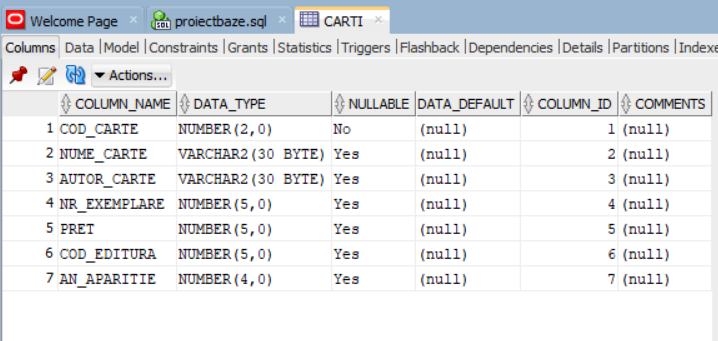 Welcome Page × proiectbaze.sql × CARTI ×
Columns Data |Model |Constraints |Grants |Statistics |Triggers |Flashback |Dependencies |Details |Partitions |Indexe
Actions...
COLUMN_NAME DATA_TYPE NULLABLE DATA_DEFAULT COLUMN_ID COMMENTS
1 COD_CARTE NUMBER(2,0) No (null) 1 (null)
2 NUME_CARTE VARCHAR2(30 BYTE) Yes (null) 2 (null)
3 AUTOR_CARTE VARCHAR2(30 BYTE) Yes (null) 3 (null)
4 NR_EXEMPLARE NUMBER(5,0) Yes (null) 4 (null)
5 PRET NUMBER(5,0) Yes (null) 5 (null)
6 COD_EDITURA NUMBER(5,0) Yes (null) 6 (null)
7 AN_APARITIE NUMBER(4,0) Yes (null) 7 (null)